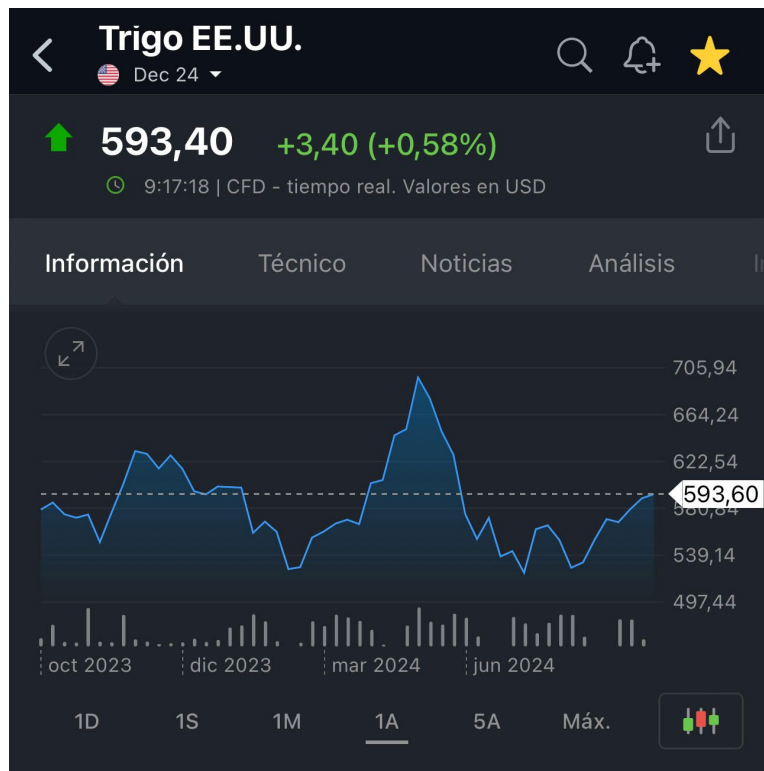 Trigo EE.UU.
Dec 24
593,40 +3,40 (+0,58%)
9:17:18 | CFD - tiempo real. Valores en USD
Información Técnico Noticias Análisis
705,94
664,24
622,54
593,60
580,84
539,14
497,44
oct 2023 dic 2023 mar 2024 jun 2024
1D 1S 1M 1A 5A Máx.